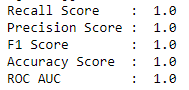 Recall Score    :  1.0
Precision Score :  1.0
F1 Score        :  1.0
Accuracy Score  :  1.0
ROC AUC         :  1.0